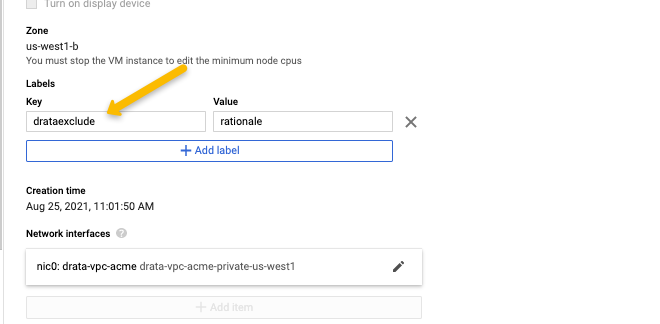 Turn on display device
Zone
us-west1-b
You must stop the VM instance to edit the minimum node cpus
Labels
Key Value
drataexclude rationale
+ Add label
Creation time
Aug 25, 2021, 11:01:50 AM
Network interfaces ?
nic0: drata-vpc-acme drata-vpc-acme-private-us-west1
+ Add item